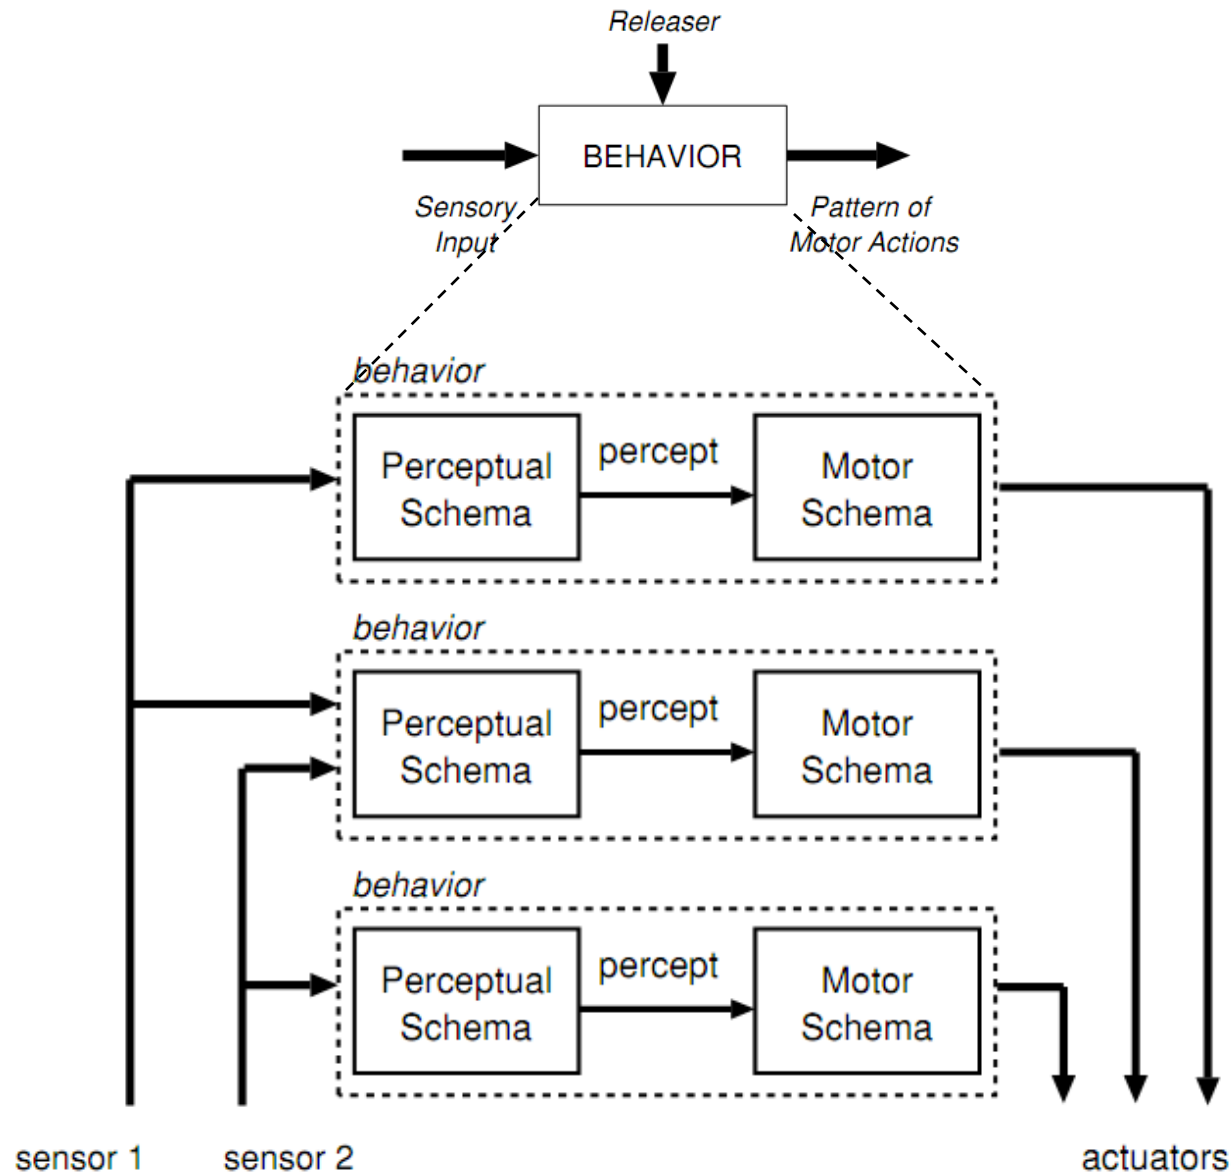 Releaser
BEHAVIOR
Sensory
Input
Pattern of
Motor Actions
behavior
Perceptual
Schema
percept
Motor
Schema
behavior
Perceptual
Schema
percept
Motor
Schema
behavior
Perceptual
Schema
percept
Motor
Schema
sensor 1
sensor 2
actuators